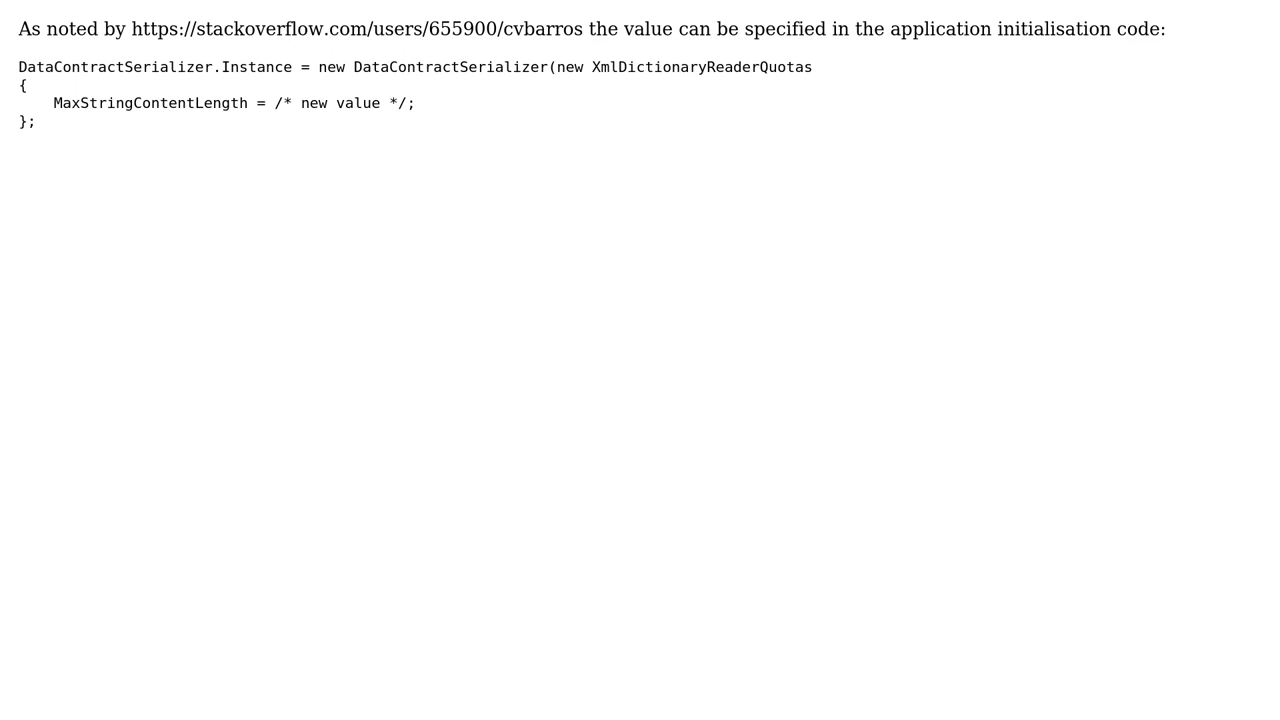 As noted by https://stackoverflow.com/users/655900/cvbarros the value can be specified in the application initialisation code:
DataContractSerializer.Instance = new DataContractSerializer(new XmlDictionaryReaderQuotas
{
    MaxStringContentLength = /* new value */;
};